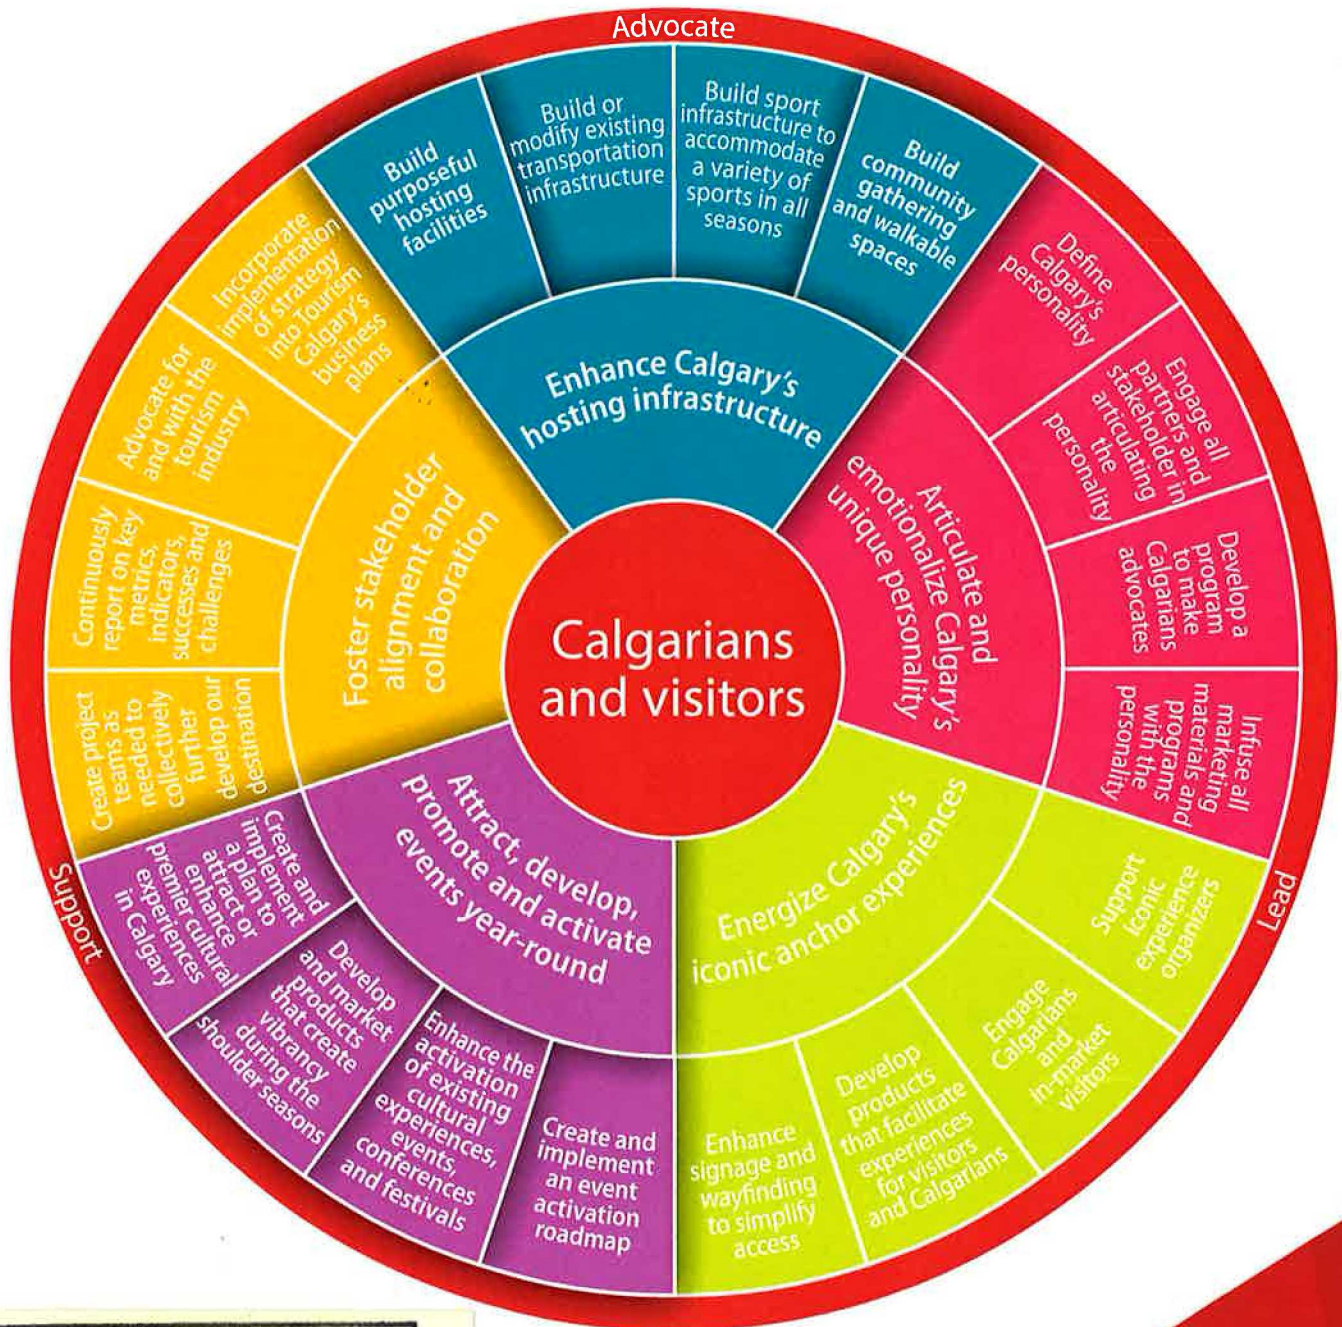 Advocate
Build
purposeful
hosting
facilities
Build or
modify existing
transportation
infrastructure
Build sport
infrastructure to
accommodate
a variety of
sports in all
seasons
Build
community
gathering
and walkable
spaces
Enhance Calgary's
hosting infrastructure
Define
Calgary's
personality
Engage all
partners and
stakeholder in
articulating
the
personality
Develop a
program
to make
Calgarians
advocates
Infuse all
marketing
materials and
programs
with the
personality
Articulate and
emotionalize Calgary's
unique personality
Lead
Support
iconic
experience
organizers
Engage
Calgarians
and
in-market
visitors
Develop
products
that facilitate
experiences
for visitors
and Calgarians
Enhance
signage and
wayfinding
to simplify
access
Energize Calgary's
iconic anchor experiences
Create and
implement
an event
activation
roadmap
Enhance the
activation
of existing
cultural
experiences,
events,
conferences
and festivals
Develop
and market
products
that create
vibrancy
during the
shoulder seasons
Create and
implement
a plan to
attract or
enhance
premier cultural
experiences
in Calgary
Attract, develop,
promote and activate
events year-round
Support
Create project
teams as
needed to
collectively
further
develop our
destination
Continuously
report on key
metrics,
indicators,
successes and
challenges
Advocate for
and with the
tourism
industry
Incorporate
implementation
of strategy
into Tourism
Calgary's
business
plans
Foster stakeholder
alignment and
collaboration
Calgarians
and visitors